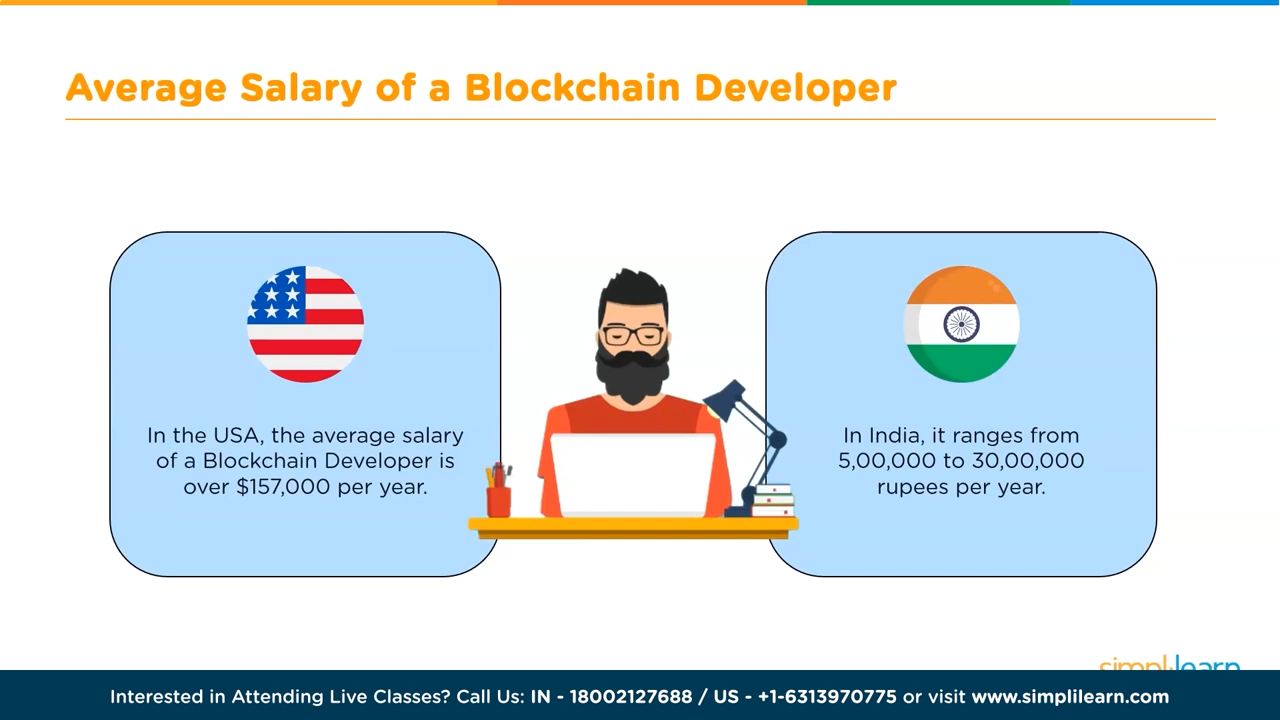 Average Salary of a Blockchain Developer
In the USA, the average salary
of a Blockchain Developer is
over $157,000 per year.
In India, it ranges from
5,00,000 to 30,00,000
rupees per year.
simplilearn
Interested in Attending Live Classes? Call Us: IN - 18002127688 / US - +1-6313970775 or visit www.simplilearn.com